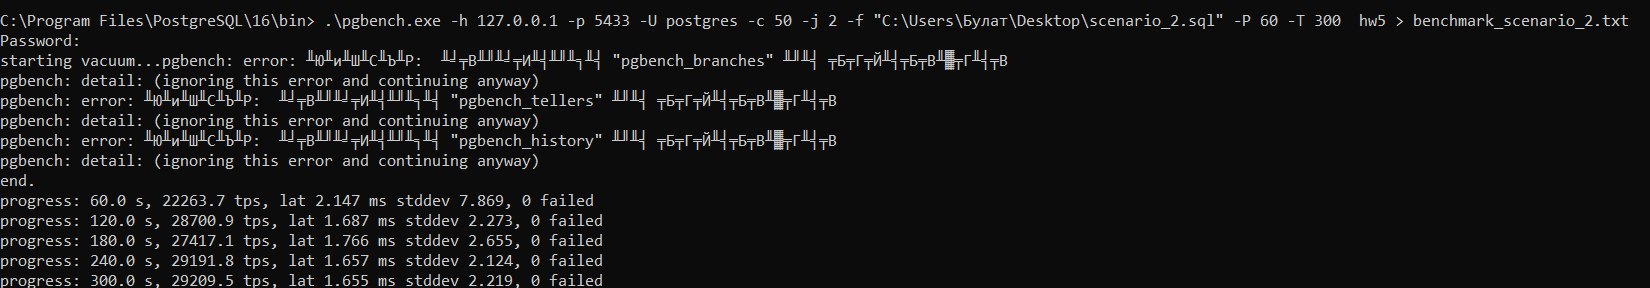 C:\Program Files\PostgreSQL\16\bin> .\pgbench.exe -h 127.0.0.1 -p 5433 -U postgres -c 50 -j 2 -f "C:\Users\Булат\Desktop\scenario_2.sql" -P 60 -T 300  hw5 > benchmark_scenario_2.txt
Password:
starting vacuum...pgbench: error: "pgbench_branches"
pgbench: detail: (ignoring this error and continuing anyway)
pgbench: error: "pgbench_tellers"
pgbench: detail: (ignoring this error and continuing anyway)
pgbench: error: "pgbench_history"
pgbench: detail: (ignoring this error and continuing anyway)
end.
progress: 60.0 s, 22263.7 tps, lat 2.147 ms stddev 7.869, 0 failed
progress: 120.0 s, 28700.9 tps, lat 1.687 ms stddev 2.273, 0 failed
progress: 180.0 s, 27417.1 tps, lat 1.766 ms stddev 2.655, 0 failed
progress: 240.0 s, 29191.8 tps, lat 1.657 ms stddev 2.124, 0 failed
progress: 300.0 s, 29209.5 tps, lat 1.655 ms stddev 2.219, 0 failed